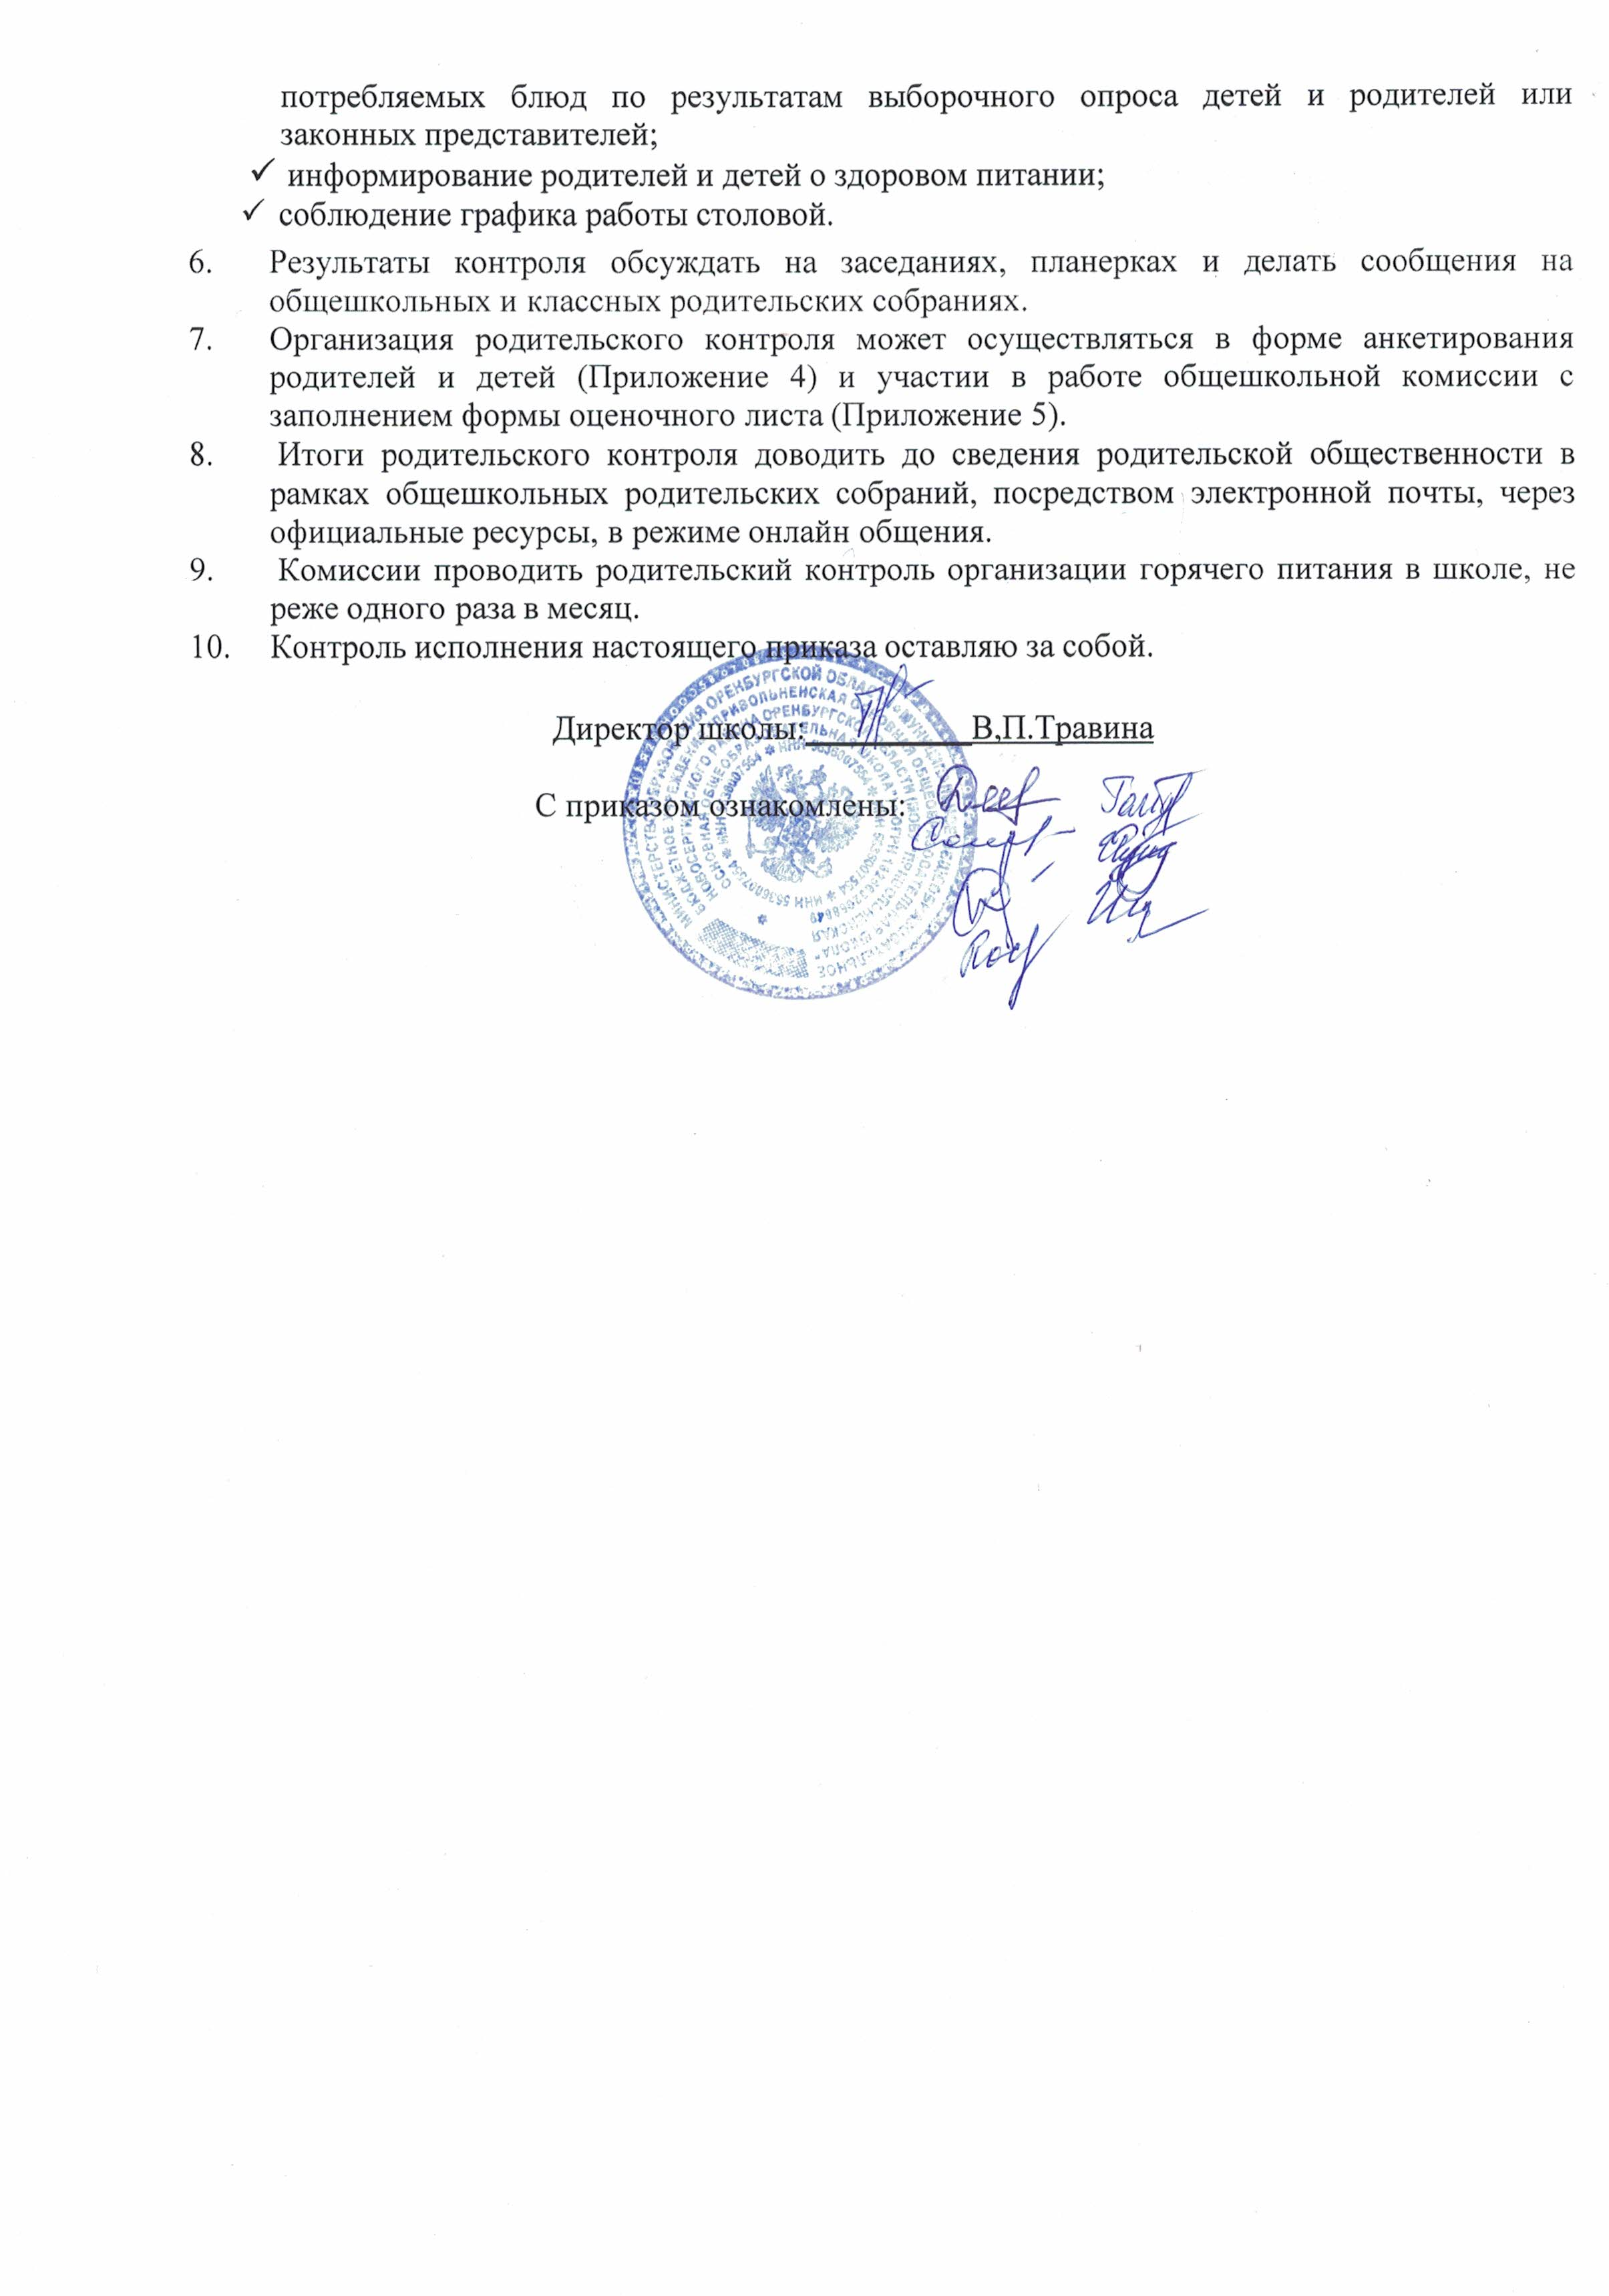 потребляемых блюд по результатам выборочного опроса детей и родителей или
законных представителей;
✓ информирование родителей и детей о здоровом питании;
✓ соблюдение графика работы столовой.
6. Результаты контроля обсуждать на заседаниях, планерках и делать сообщения на
общешкольных и классных родительских собраниях.
7. Организация родительского контроля может осуществляться в форме анкетирования
родителей и детей (Приложение 4) и участии в работе общешкольной комиссии с
заполнением формы оценочного листа (Приложение 5).
8. Итоги родительского контроля доводить до сведения родительской общественности в
рамках общешкольных родительских собраний, посредством электронной почты, через
официальные ресурсы, в режиме онлайн общения.
9. Комиссии проводить родительский контроль организации горячего питания в школе, не
реже одного раза в месяц.
10. Контроль исполнения настоящего приказа оставляю за собой.
Директор школы: В,П.Травина
С приказом ознакомлены: